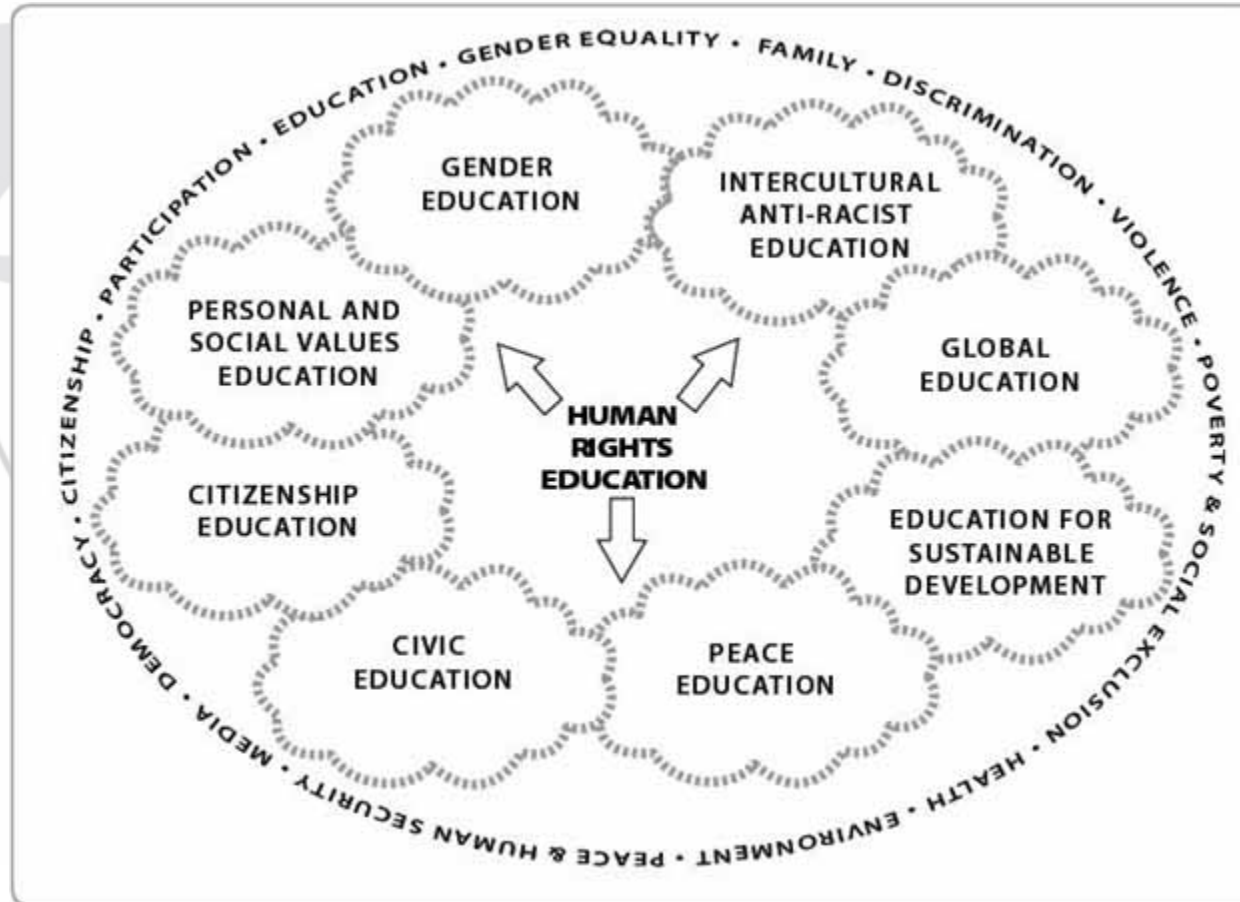 CITIZENSHIP • PARTICIPATION • EDUCATION • GENDER EQUALITY • FAMILY • DISCRIMINATION • VIOLENCE • POVERTY & SOCIAL EXCLUSION • HEALTH • ENVIRONMENT • PEACE & HUMAN SECURITY • MEDIA • DEMOCRACY •
GENDER
EDUCATION
INTERCULTURAL
ANTI-RACIST
EDUCATION
PERSONAL AND
SOCIAL VALUES
EDUCATION
GLOBAL
EDUCATION
HUMAN
RIGHTS
EDUCATION
CITIZENSHIP
EDUCATION
EDUCATION FOR
SUSTAINABLE
DEVELOPMENT
CIVIC
EDUCATION
PEACE
EDUCATION